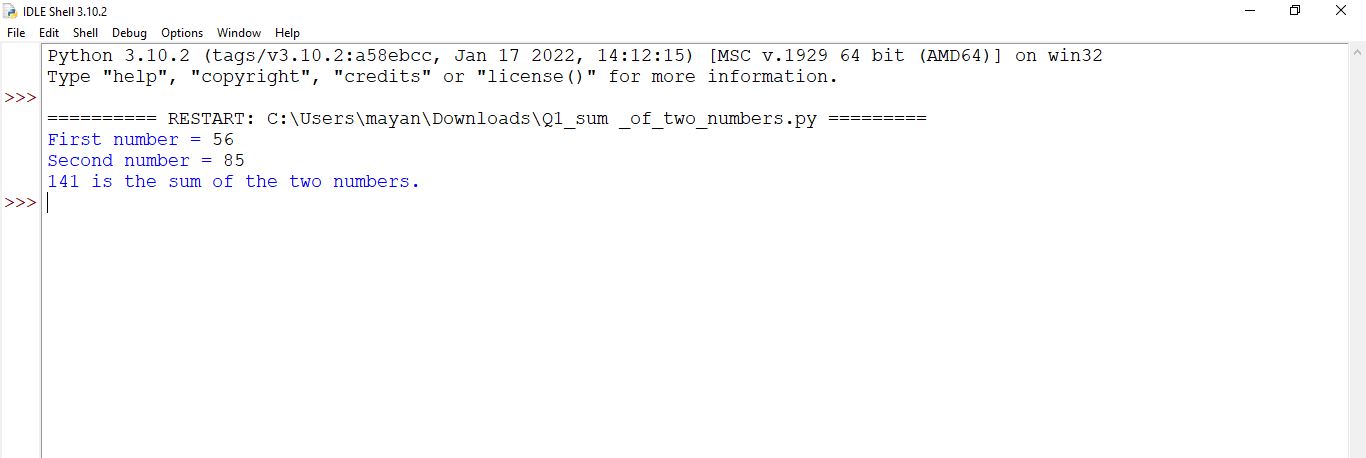 IDLE Shell 3.10.2
File Edit Shell Debug Options Window Help
Python 3.10.2 (tags/v3.10.2:a58ebcc, Jan 17 2022, 14:12:15) [MSC v.1929 64 bit (AMD64)] on win32
Type "help", "copyright", "credits" or "license()" for more information.
>>>
========== RESTART: C:\Users\mayan\Downloads\Q1_sum _of_two_numbers.py =========
First number = 56
Second number = 85
141 is the sum of the two numbers.
>>>